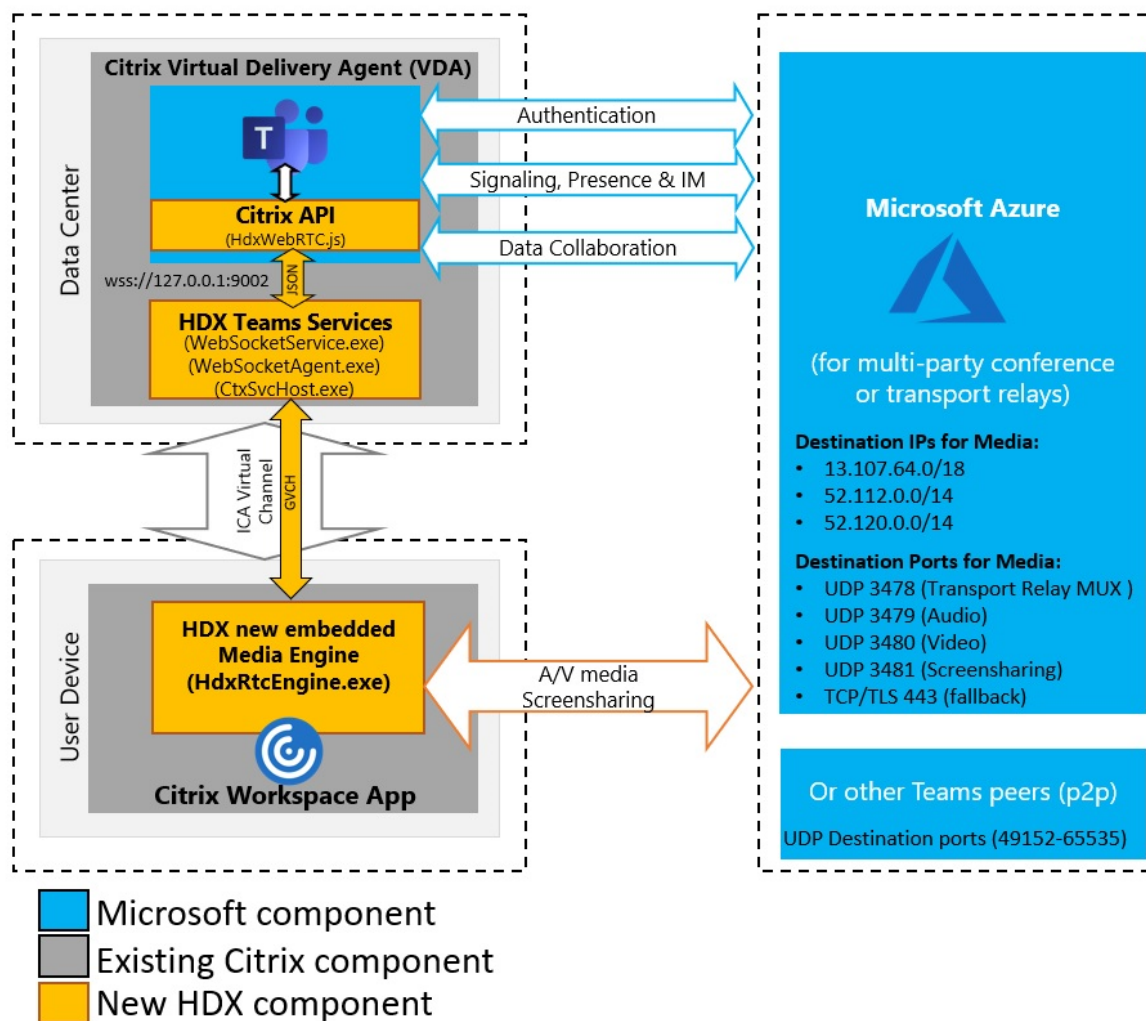 Data Center
Citrix Virtual Delivery Agent (VDA)
T
Citrix API
(HdxWebRTC.js)
wss://127.0.0.1:9002
JSON
HDX Teams Services
(WebSocketService.exe)
(WebSocketAgent.exe)
(CtxSvcHost.exe)
ICA Virtual
Channel
GVCH
User Device
HDX new embedded
Media Engine
(HdxRtcEngine.exe)
Citrix Workspace App
Authentication
Signaling, Presence & IM
Data Collaboration
A/V media
Screensharing
Microsoft Azure
(for multi-party conference
or transport relays)
Destination IPs for Media:
• 13.107.64.0/18
• 52.112.0.0/14
• 52.120.0.0/14
Destination Ports for Media:
• UDP 3478 (Transport Relay MUX )
• UDP 3479 (Audio)
• UDP 3480 (Video)
• UDP 3481 (Screensharing)
• TCP/TLS 443 (fallback)
Or other Teams peers (p2p)
UDP Destination ports (49152-65535)
Microsoft component
Existing Citrix component
New HDX component